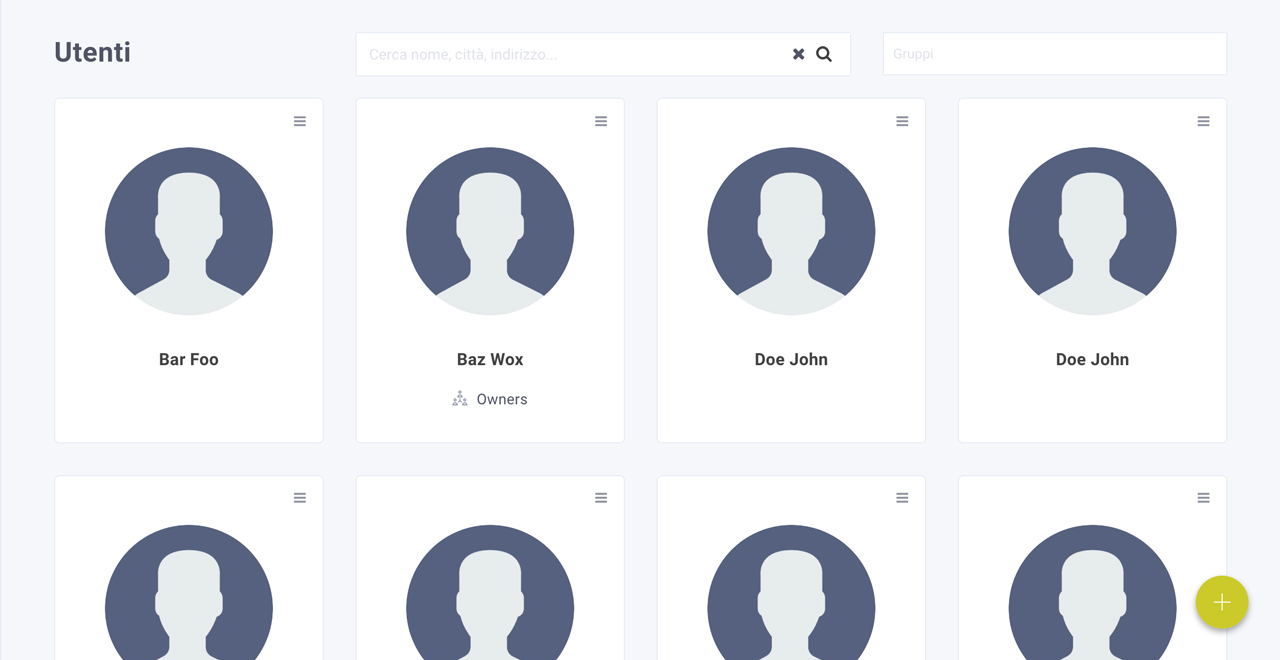 Utenti
Cerca nome, città, indirizzo...
Gruppi
Bar Foo
Baz Wox
Doe John
Doe John
Owners